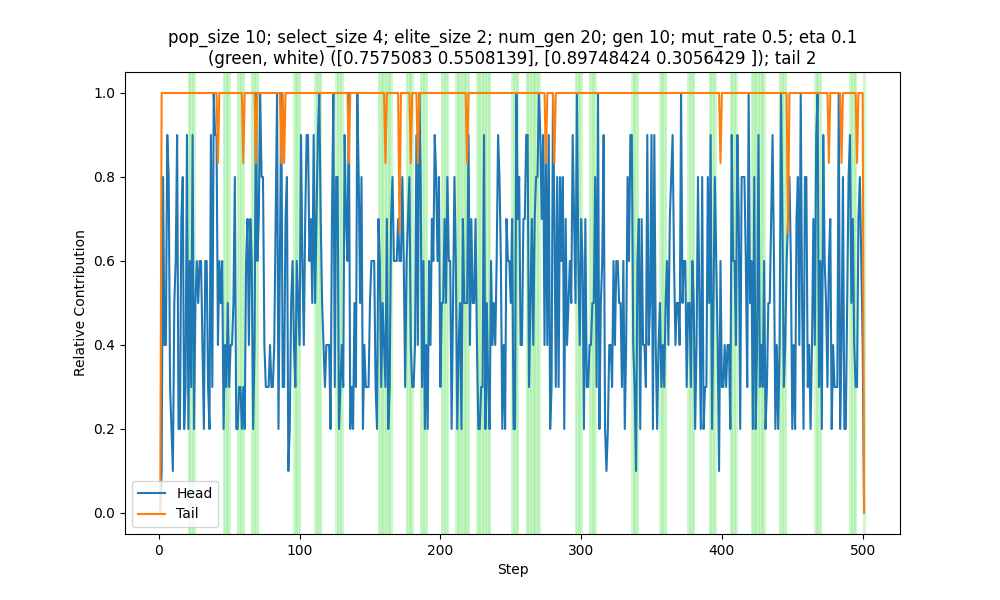 pop_size 10; select_size 4; elite_size 2; num_gen 20; gen 10; mut_rate 0.5; eta 0.1
(green, white) ([0.7575083 0.5508139], [0.89748424 0.3056429 ]); tail 2
1.0
0.8
0.6
0.4
0.2
0.0
Relative Contribution
Head
Tail
0
100
200
300
400
500
Step